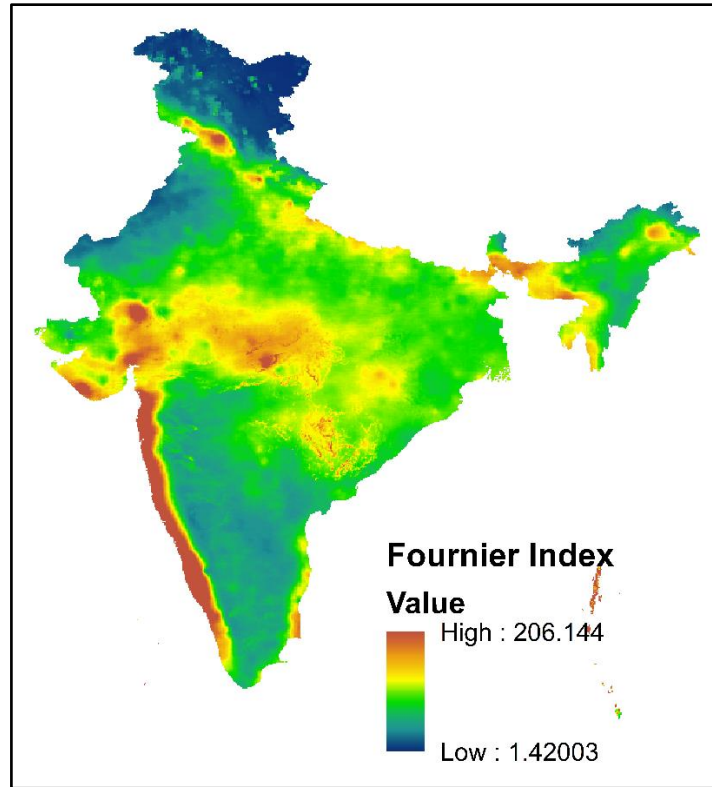 Fournier Index
Value
High : 206.144
Low : 1.42003